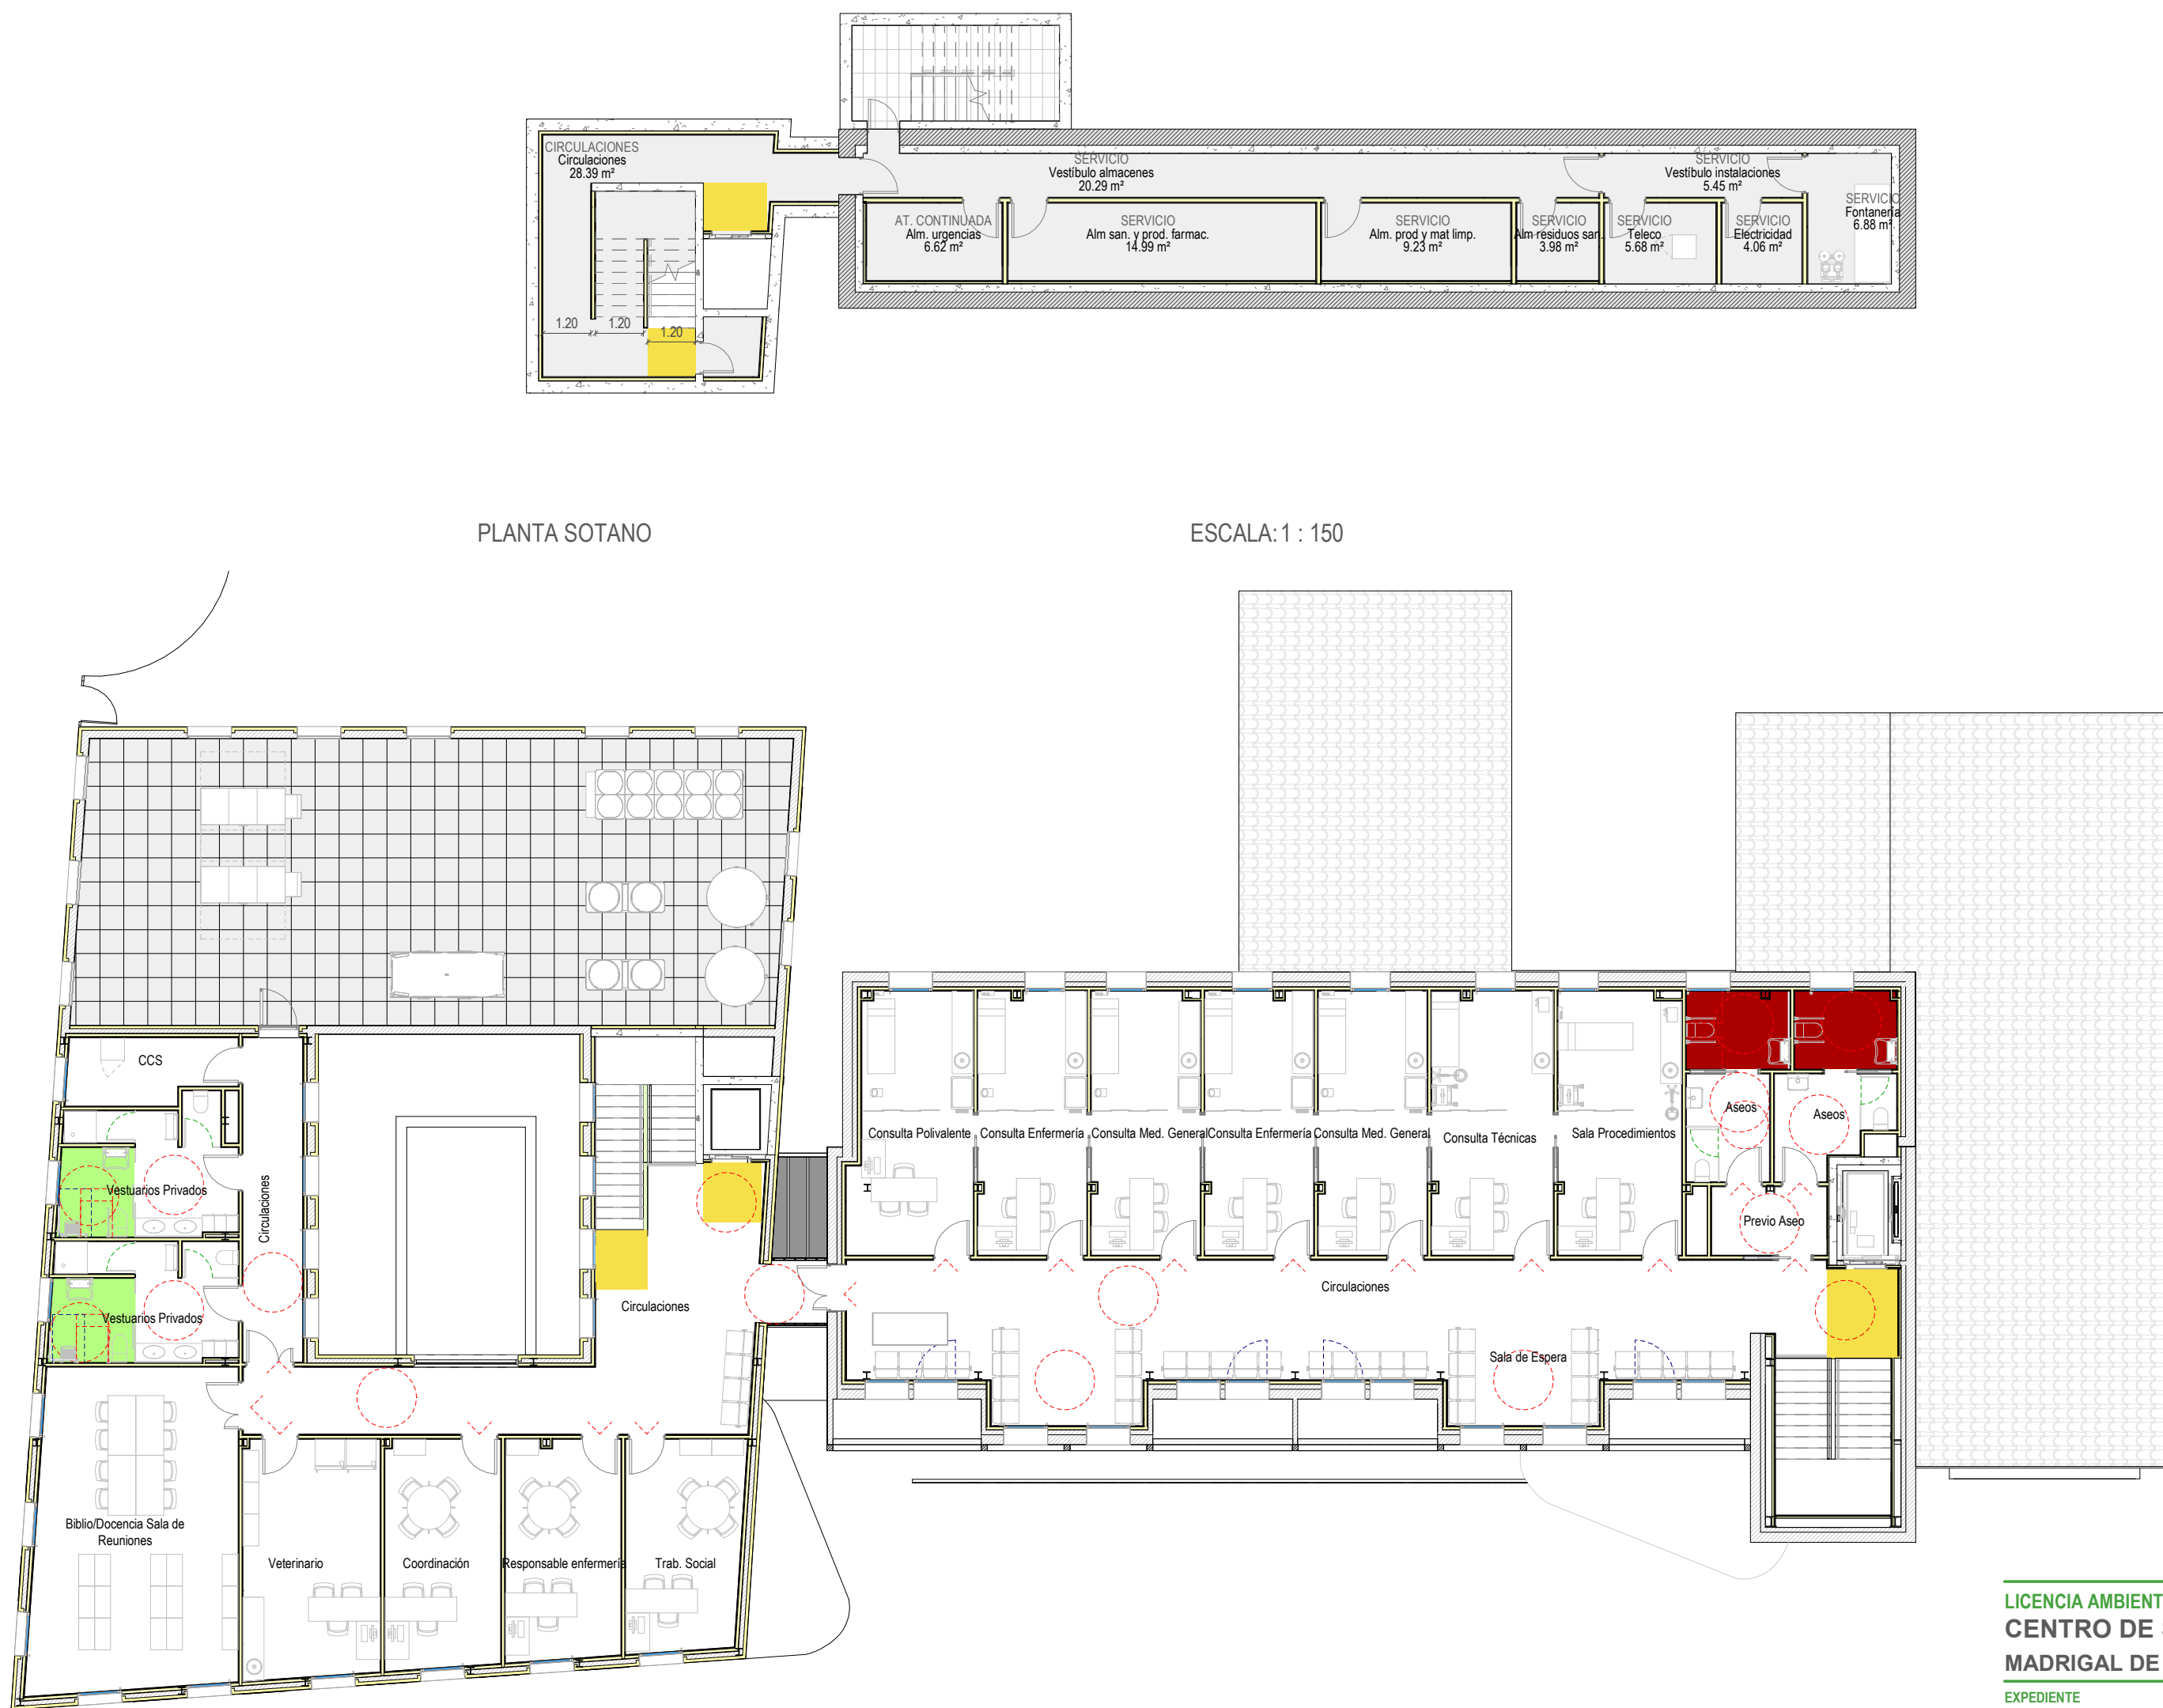 CIRCULACIONES
Circulaciones
28.39 m²
SERVICIO
Vestíbulo almacenes
20.29 m²
SERVICIO
Vestíbulo instalaciones
5.45 m²
SERVICIO
Fontanería
6.88 m²
AT. CONTINUADA
Alm. urgencias
6.62 m²
SERVICIO
Alm san. y prod. farmac.
14.99 m²
SERVICIO
Alm. prod y mat limp.
9.23 m²
SERVICIO
Alm residuos san.
3.98 m²
SERVICIO
Teleco
5.68 m²
SERVICIO
Electricidad
4.06 m²
1.20
1.20
1.20
PLANTA SOTANO
ESCALA: 1 : 150
CCS
Vestuarios Privados
Circulaciones
Vestuarios Privados
Circulaciones
Consulta Polivalente
Consulta Enfermería
Consulta Med. General
Consulta Enfermería
Consulta Med. General
Consulta Técnicas
Sala Procedimientos
Aseos
Aseos
Previo Aseo
Circulaciones
Sala de Espera
Biblio/Docencia Sala de
Reuniones
Veterinario
Coordinación
Responsable enfermería
Trab. Social
LICENCIA AMBIENT
CENTRO DE
MADRIGAL DE
EXPEDIENTE